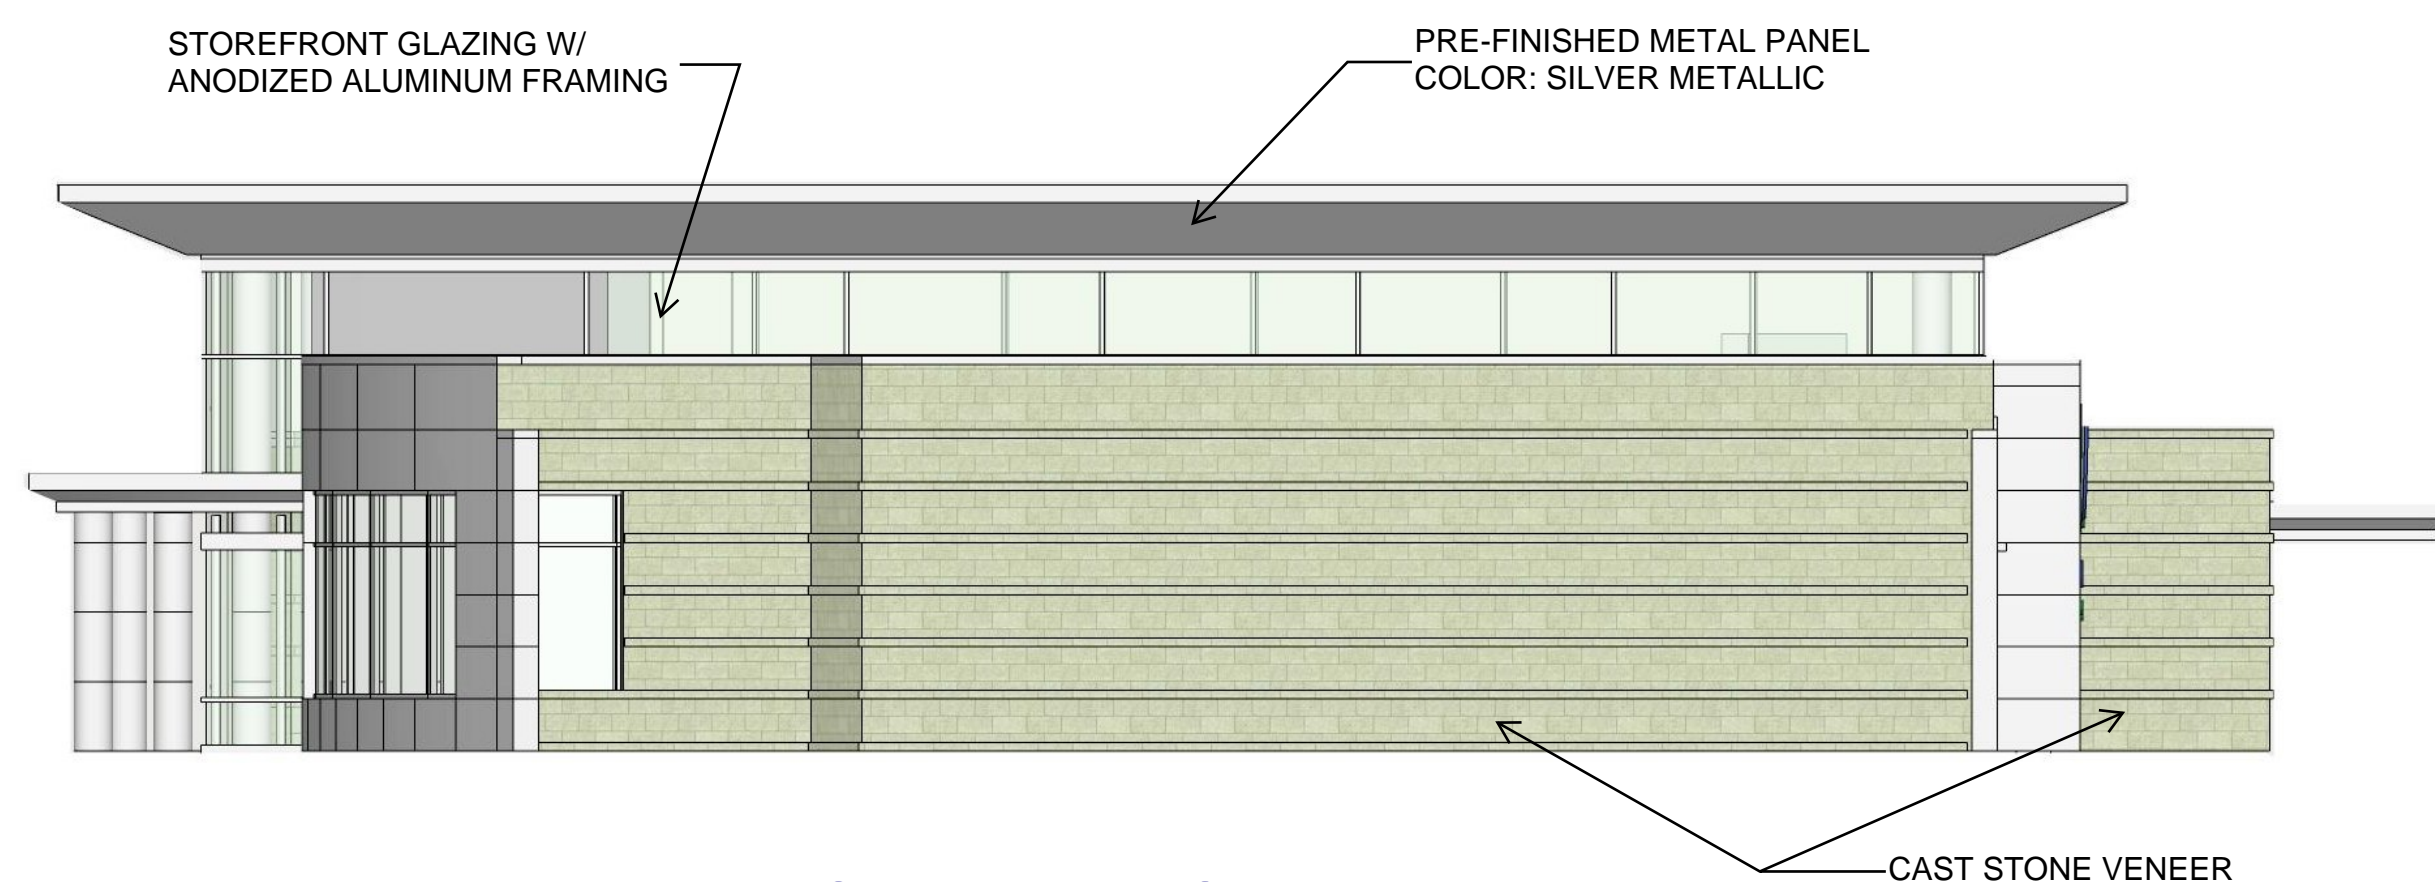 STOREFRONT GLAZING W/
ANODIZED ALUMINUM FRAMING
PRE-FINISHED METAL PANEL
COLOR: SILVER METALLIC
CAST STONE VENEER